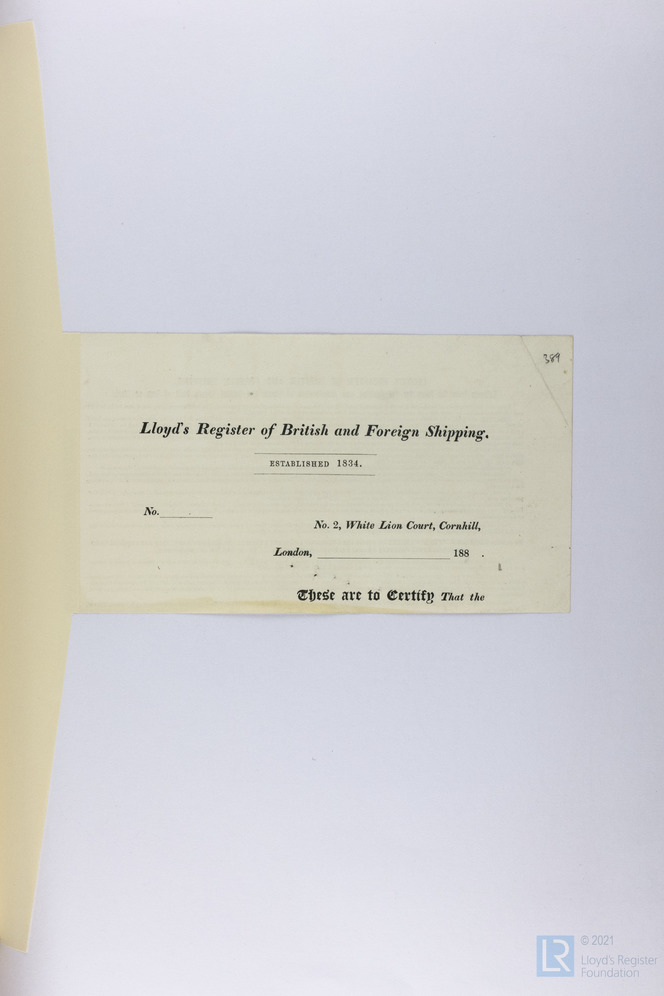 389
Lloyd's Register of British and Foreign Shipping.
ESTABLISHED 1834.
No.
No. 2, White Lion Court, Cornhill,
London, 188 .
These are to Certify That the
LR
© 2021
Lloyd's Register
Foundation